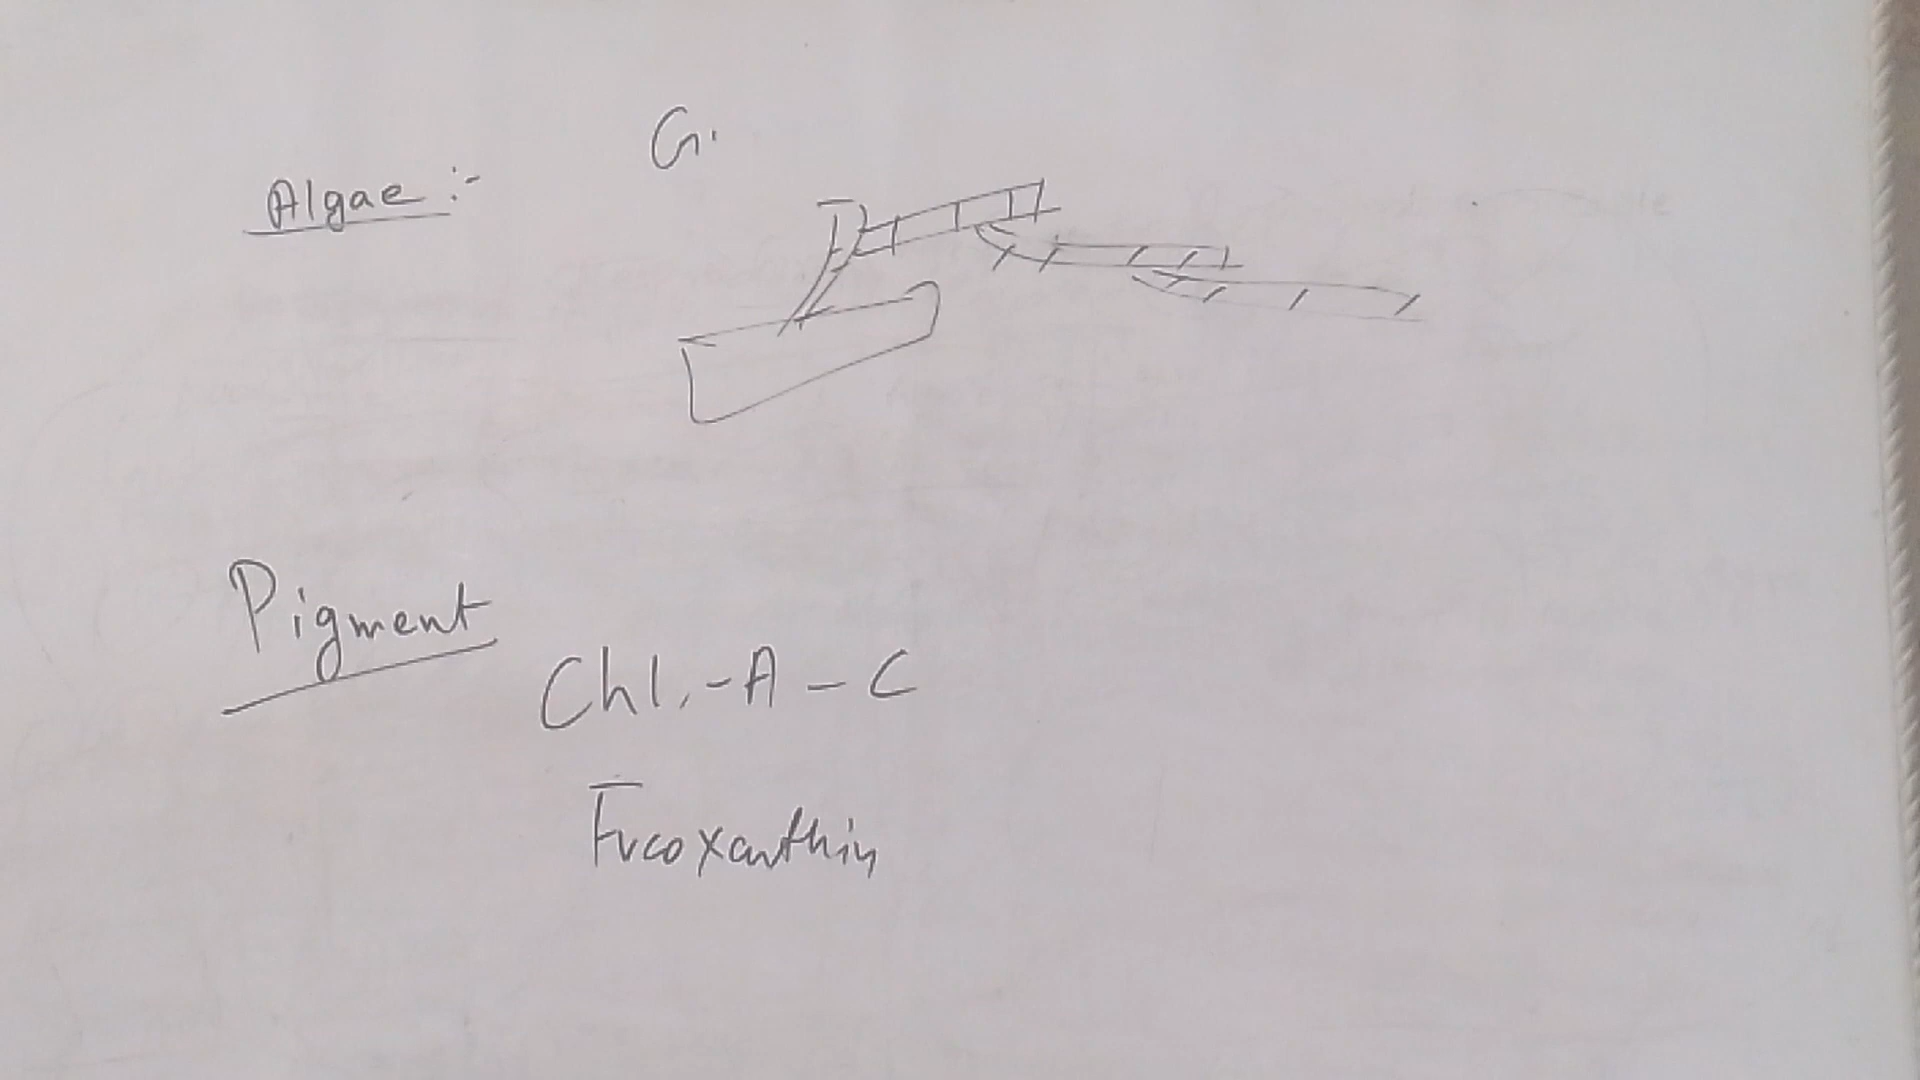 G.
Algae :-
Pigment
Chl. - A - C
Fucoxanthin